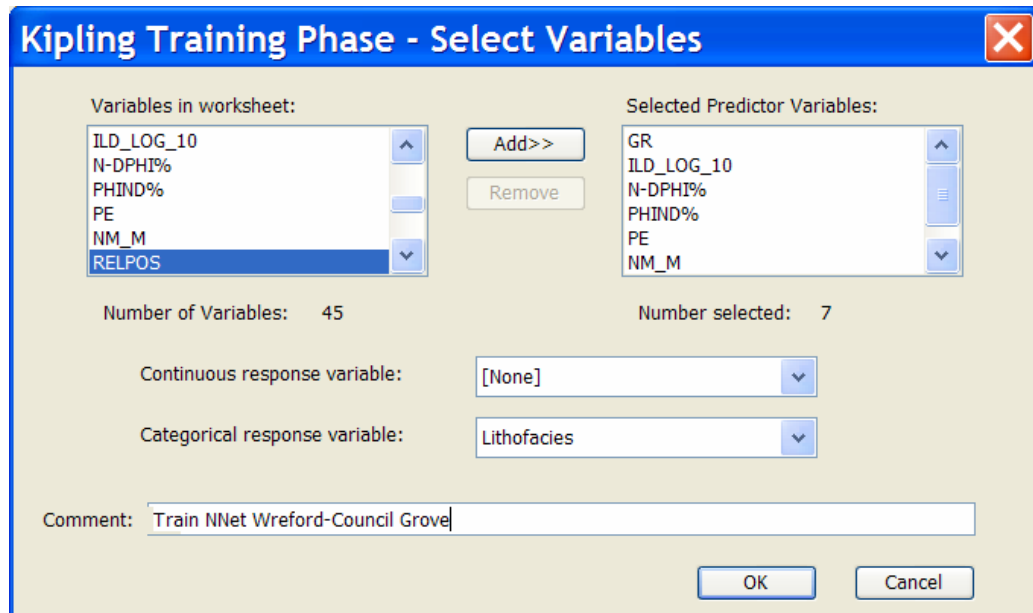 Kipling Training Phase - Select Variables
Variables in worksheet:
ILD_LOG_10
N-DPHI%
PHIND%
PE
NM_M
RELPOS
Add>>
Remove
Selected Predictor Variables:
GR
ILD_LOG_10
N-DPHI%
PHIND%
PE
NM_M
Number of Variables: 45
Number selected: 7
Continuous response variable: [None]
Categorical response variable: Lithofacies
Comment: Train NNet Wreford-Council Grove
OK
Cancel